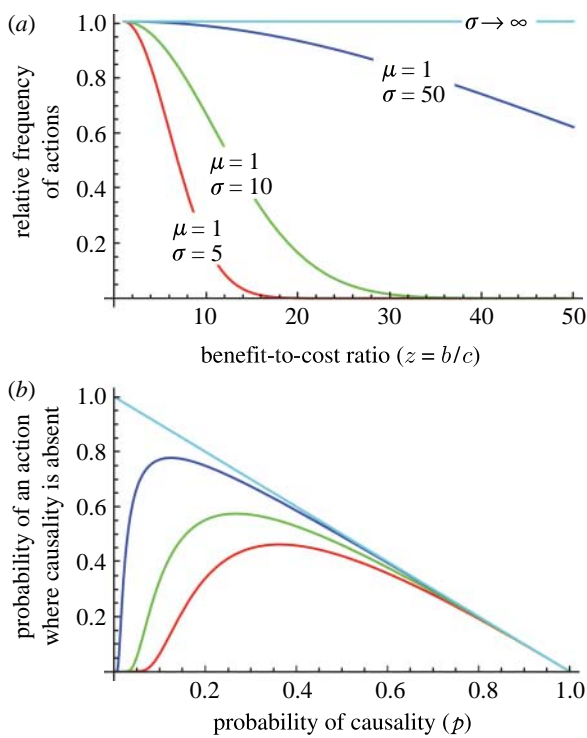 (a)
1.0
0.8
0.6
0.4
0.2
relative frequency
of actions
σ → ∞
μ = 1
σ = 50
μ = 1
σ = 10
μ = 1
σ = 5
10 20 30 40 50
benefit-to-cost ratio (z = b/c)
(b)
1.0
0.8
0.6
0.4
0.2
probability of an action
where causality is absent
0.2 0.4 0.6 0.8 1.0
probability of causality (p)